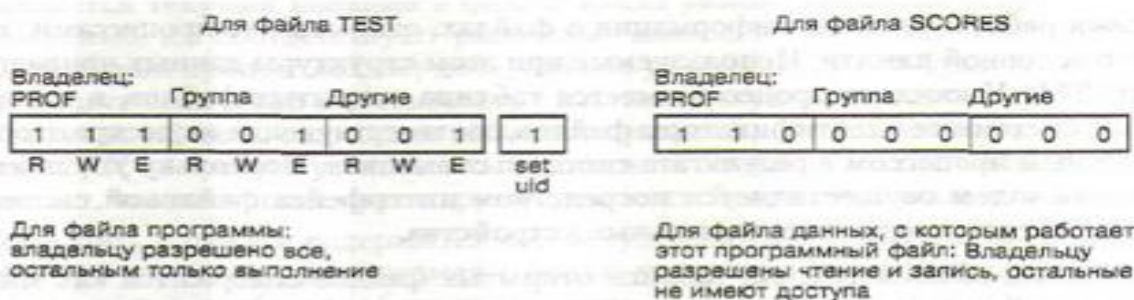 Для файла TEST
Владелец:
PROF Группа Другие
1 1 1 0 0 1 0 0 1 1
R W E R W E R W E set
uid
Для файла программы:
владельцу разрешено все,
остальным только выполнение
Для файла SCORES
Владелец:
PROF Группа Другие
1 1 0 0 0 0 0 0 0
Для файла данных, с которым работает
этот программный файл: Владельцу
разрешены чтение и запись, остальные
не имеют доступа